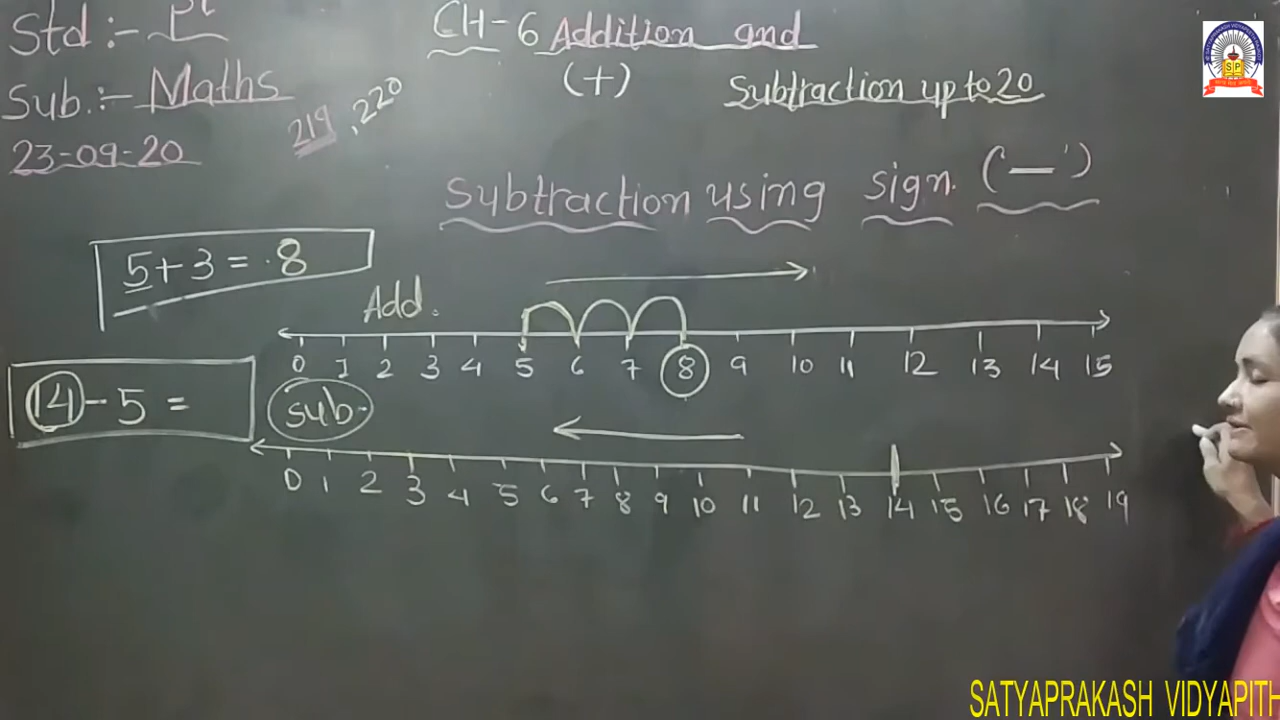 Std :- 1st
CH-6 Addition and
(+)
Subtraction up to 20
Sub. :- Maths
219, 220
23-09-20
Subtraction using sign. (‘—’)
5+3=.8
Add.
0 1 2 3 4 5 6 7 8 9 10 11 12 13 14 15
14-5=
sub-
0 1 2 3 4 5 6 7 8 9 10 11 12 13 14 15 16 17 18 19
SP
SATYAPRAKASH VIDYAPITH